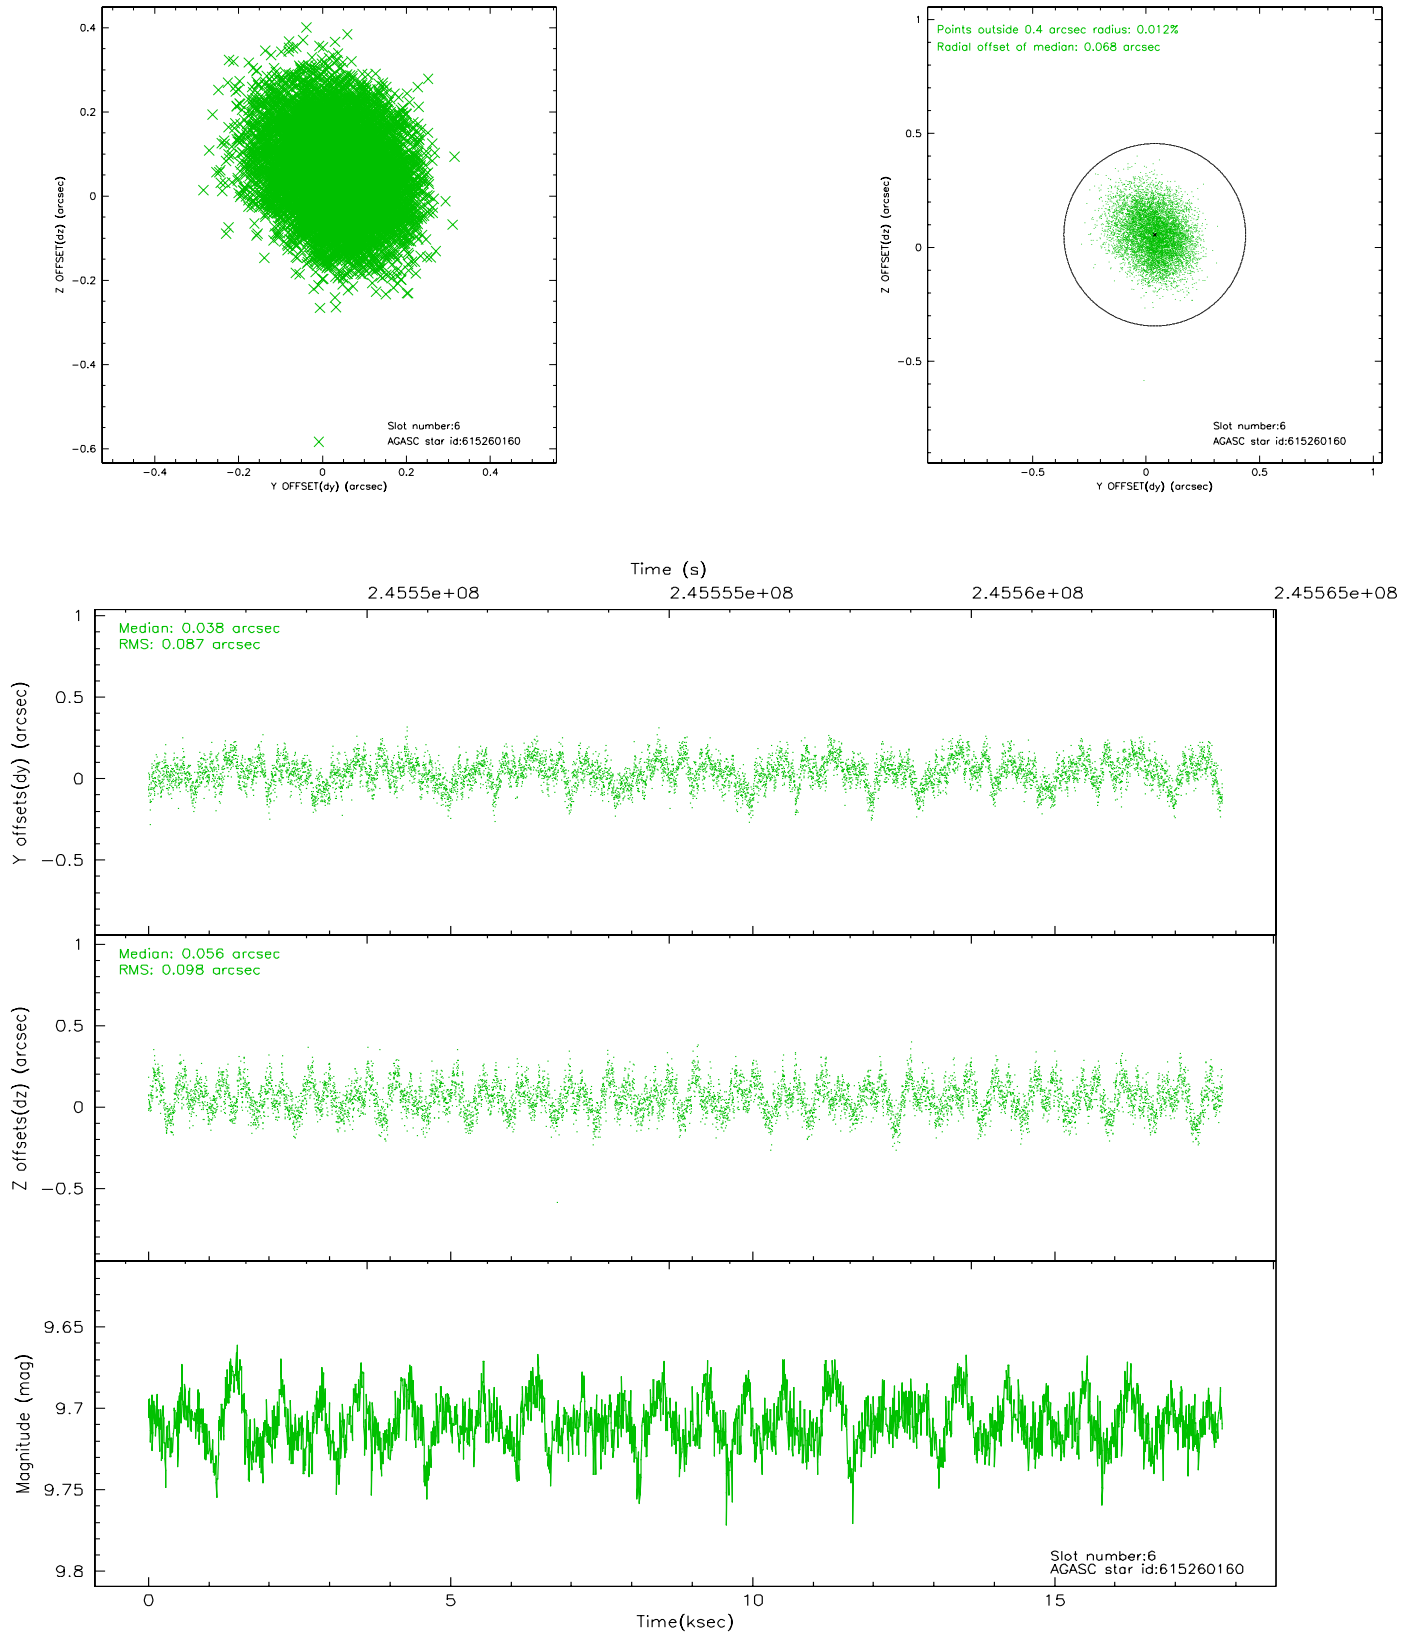 0.4
0.2
0
−0.2
−0.4
−0.6
Z OFFSET(dz) (arcsec)
Slot number:6
AGASC star id:615260160
−0.4 −0.2 0 0.2 0.4
Y OFFSET(dy) (arcsec)
Points outside 0.4 arcsec radius: 0.012%
Radial offset of median: 0.068 arcsec
1
0.5
0
−0.5
Z OFFSET(dz) (arcsec)
Slot number:6
AGASC star id:615260160
−0.5 0 0.5 1
Y OFFSET(dy) (arcsec)
Time (s)
2.4555e+08 2.45555e+08 2.4556e+08 2.45565e+08
Median: 0.038 arcsec
RMS: 0.087 arcsec
1
0.5
0
−0.5
Y offsets(dy) (arcsec)
Median: 0.056 arcsec
RMS: 0.098 arcsec
1
0.5
0
−0.5
Z offsets(dz) (arcsec)
9.65
9.7
9.75
9.8
Magnitude (mag)
Slot number:6
AGASC star id:615260160
0 5 10 15
Time(ksec)